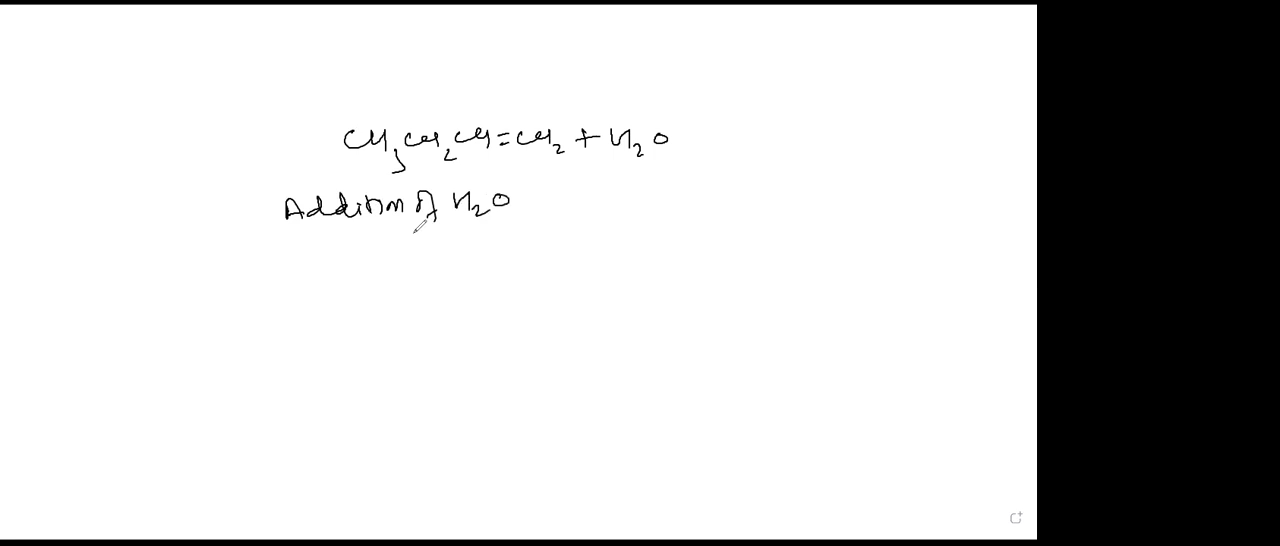 CH₃CH₂CH=CH₂ + H₂O
Addition of H₂O